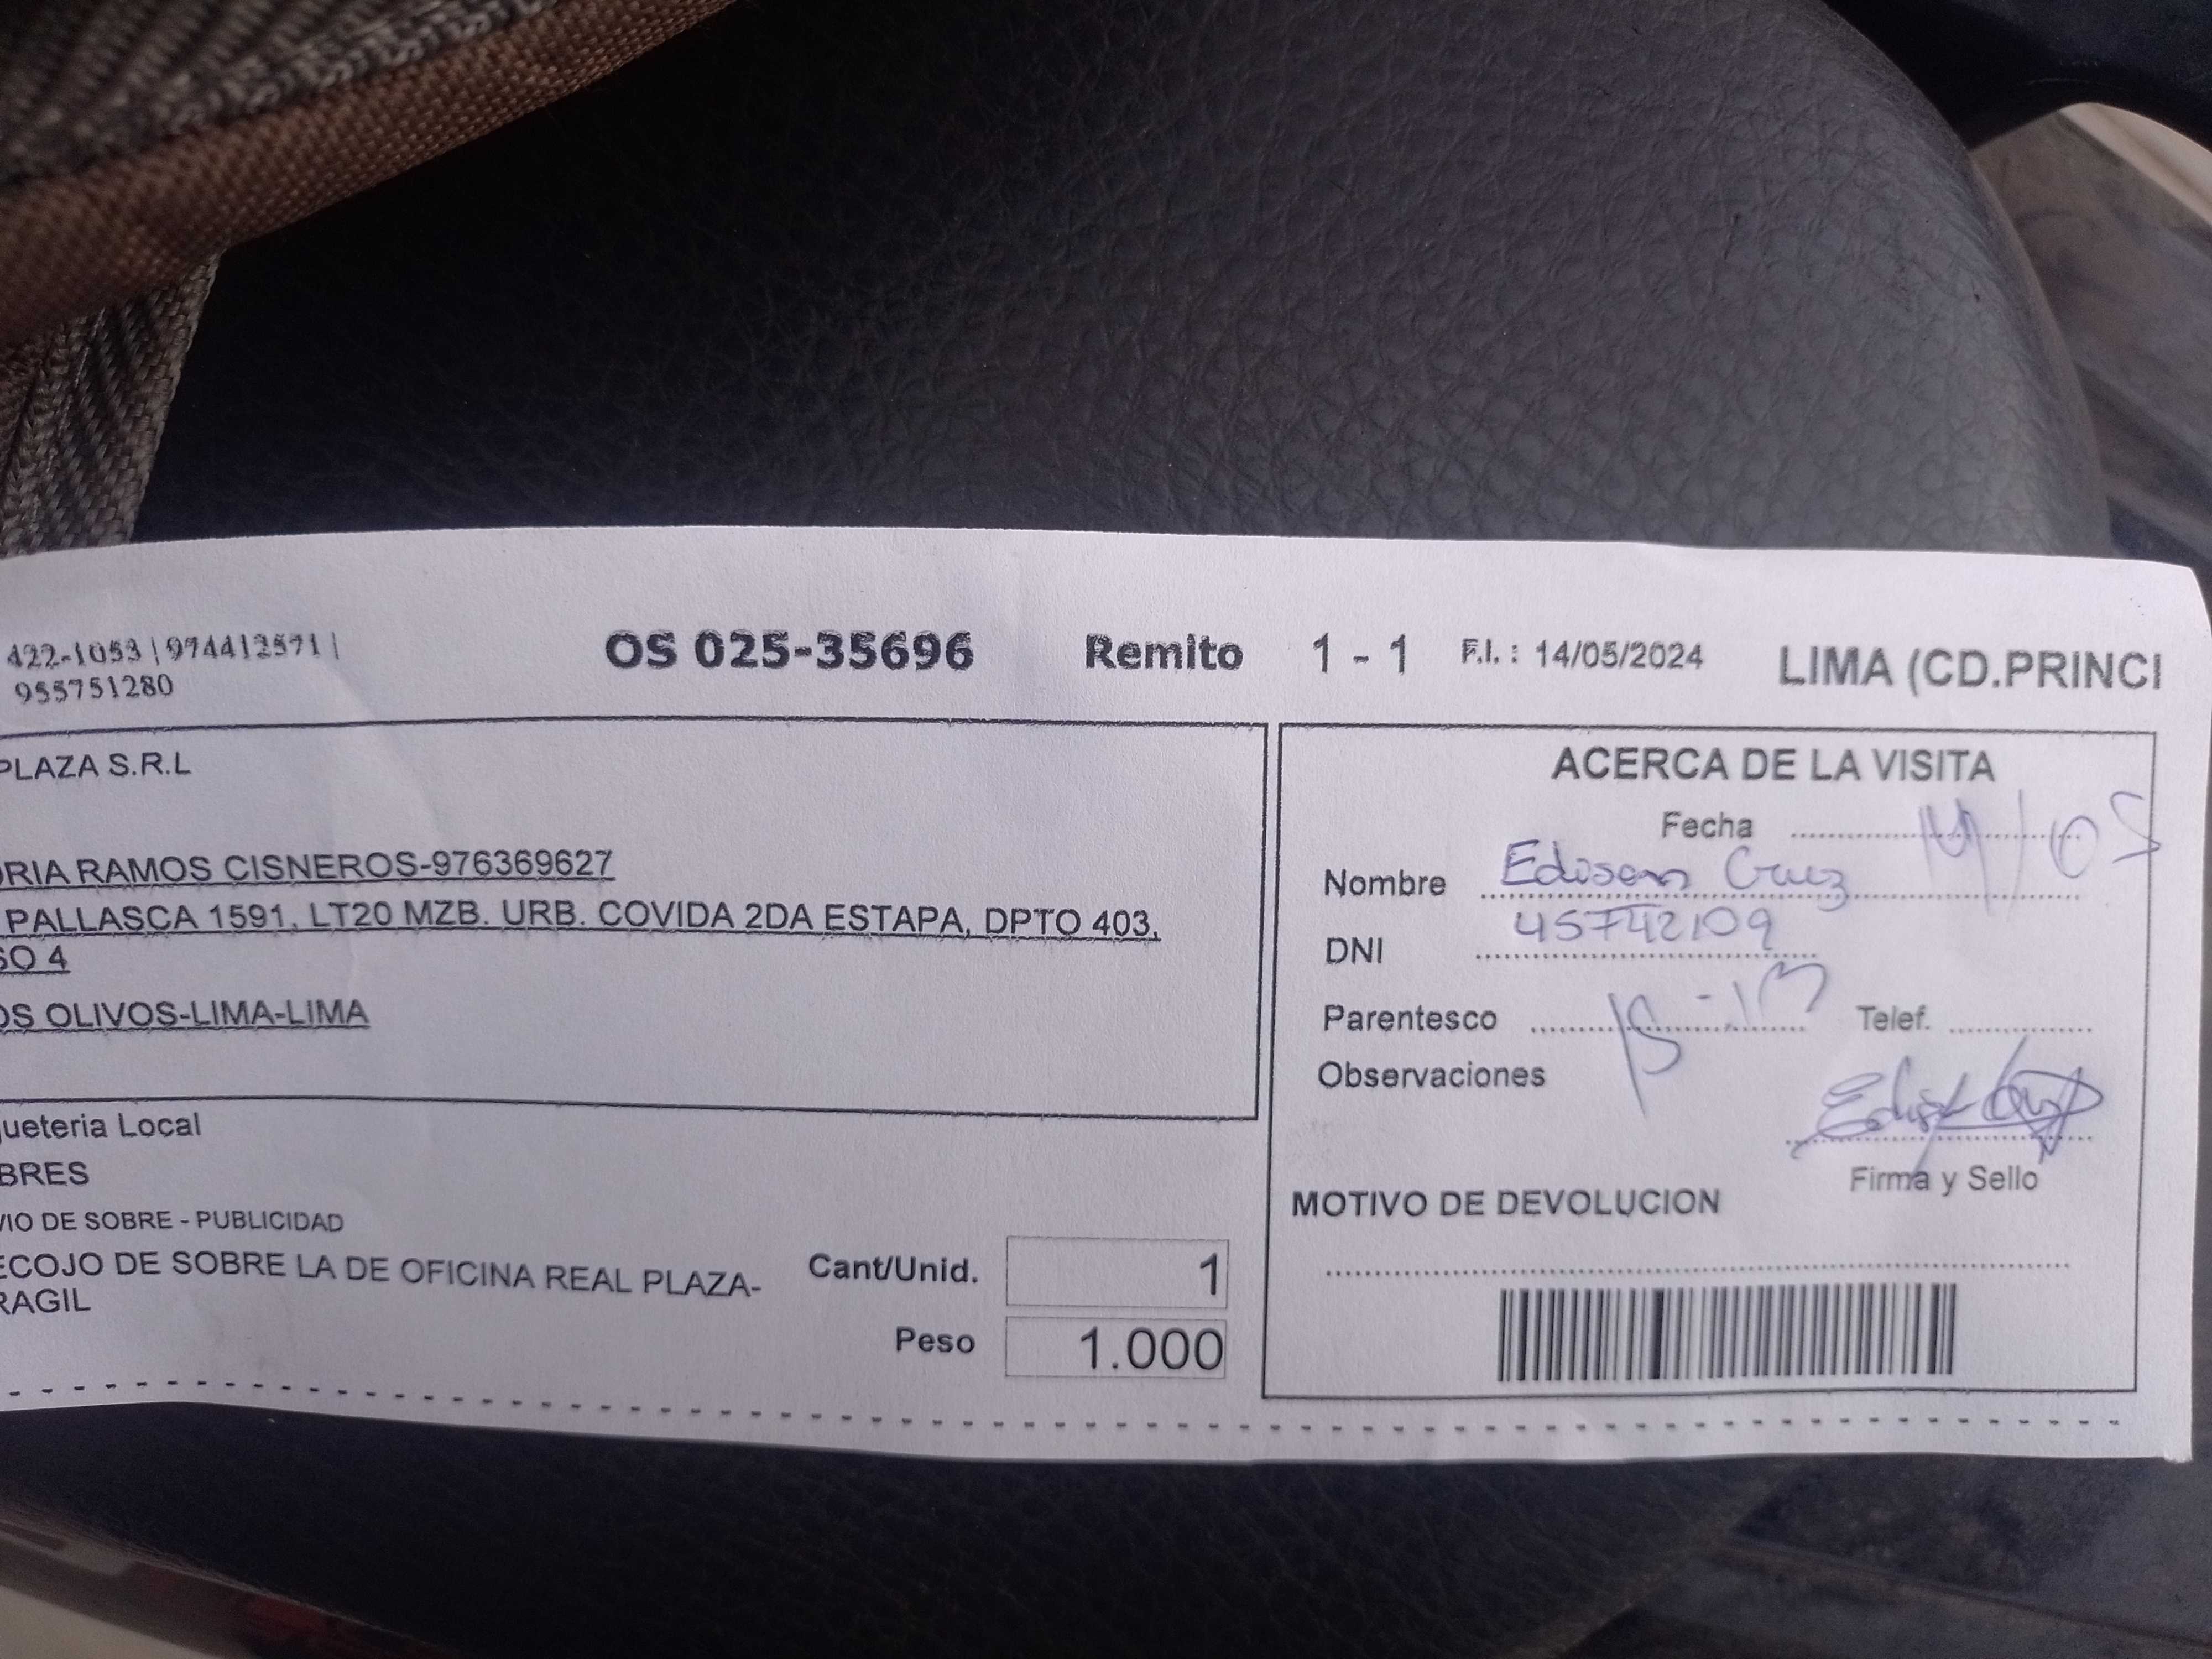 422-1053 | 974412571 |
955751280
OS 025-35696
Remito 1 - 1
F.I. : 14/05/2024
LIMA (CD.PRINCI
PLAZA S.R.L
ORIA RAMOS CISNEROS-976369627
PALLASCA 1591, LT20 MZB. URB. COVIDA 2DA ESTAPA, DPTO 403,
SO 4
OS OLIVOS-LIMA-LIMA
queteria Local
BRES
VIO DE SOBRE - PUBLICIDAD
ECOJO DE SOBRE LA DE OFICINA REAL PLAZA-
RAGIL
Cant/Unid. 1
Peso 1.000
ACERCA DE LA VISITA
Fecha 14/05
Nombre Edison Cruz
DNI 45742109
Parentesco
Telef.
Observaciones
Firma y Sello
MOTIVO DE DEVOLUCION